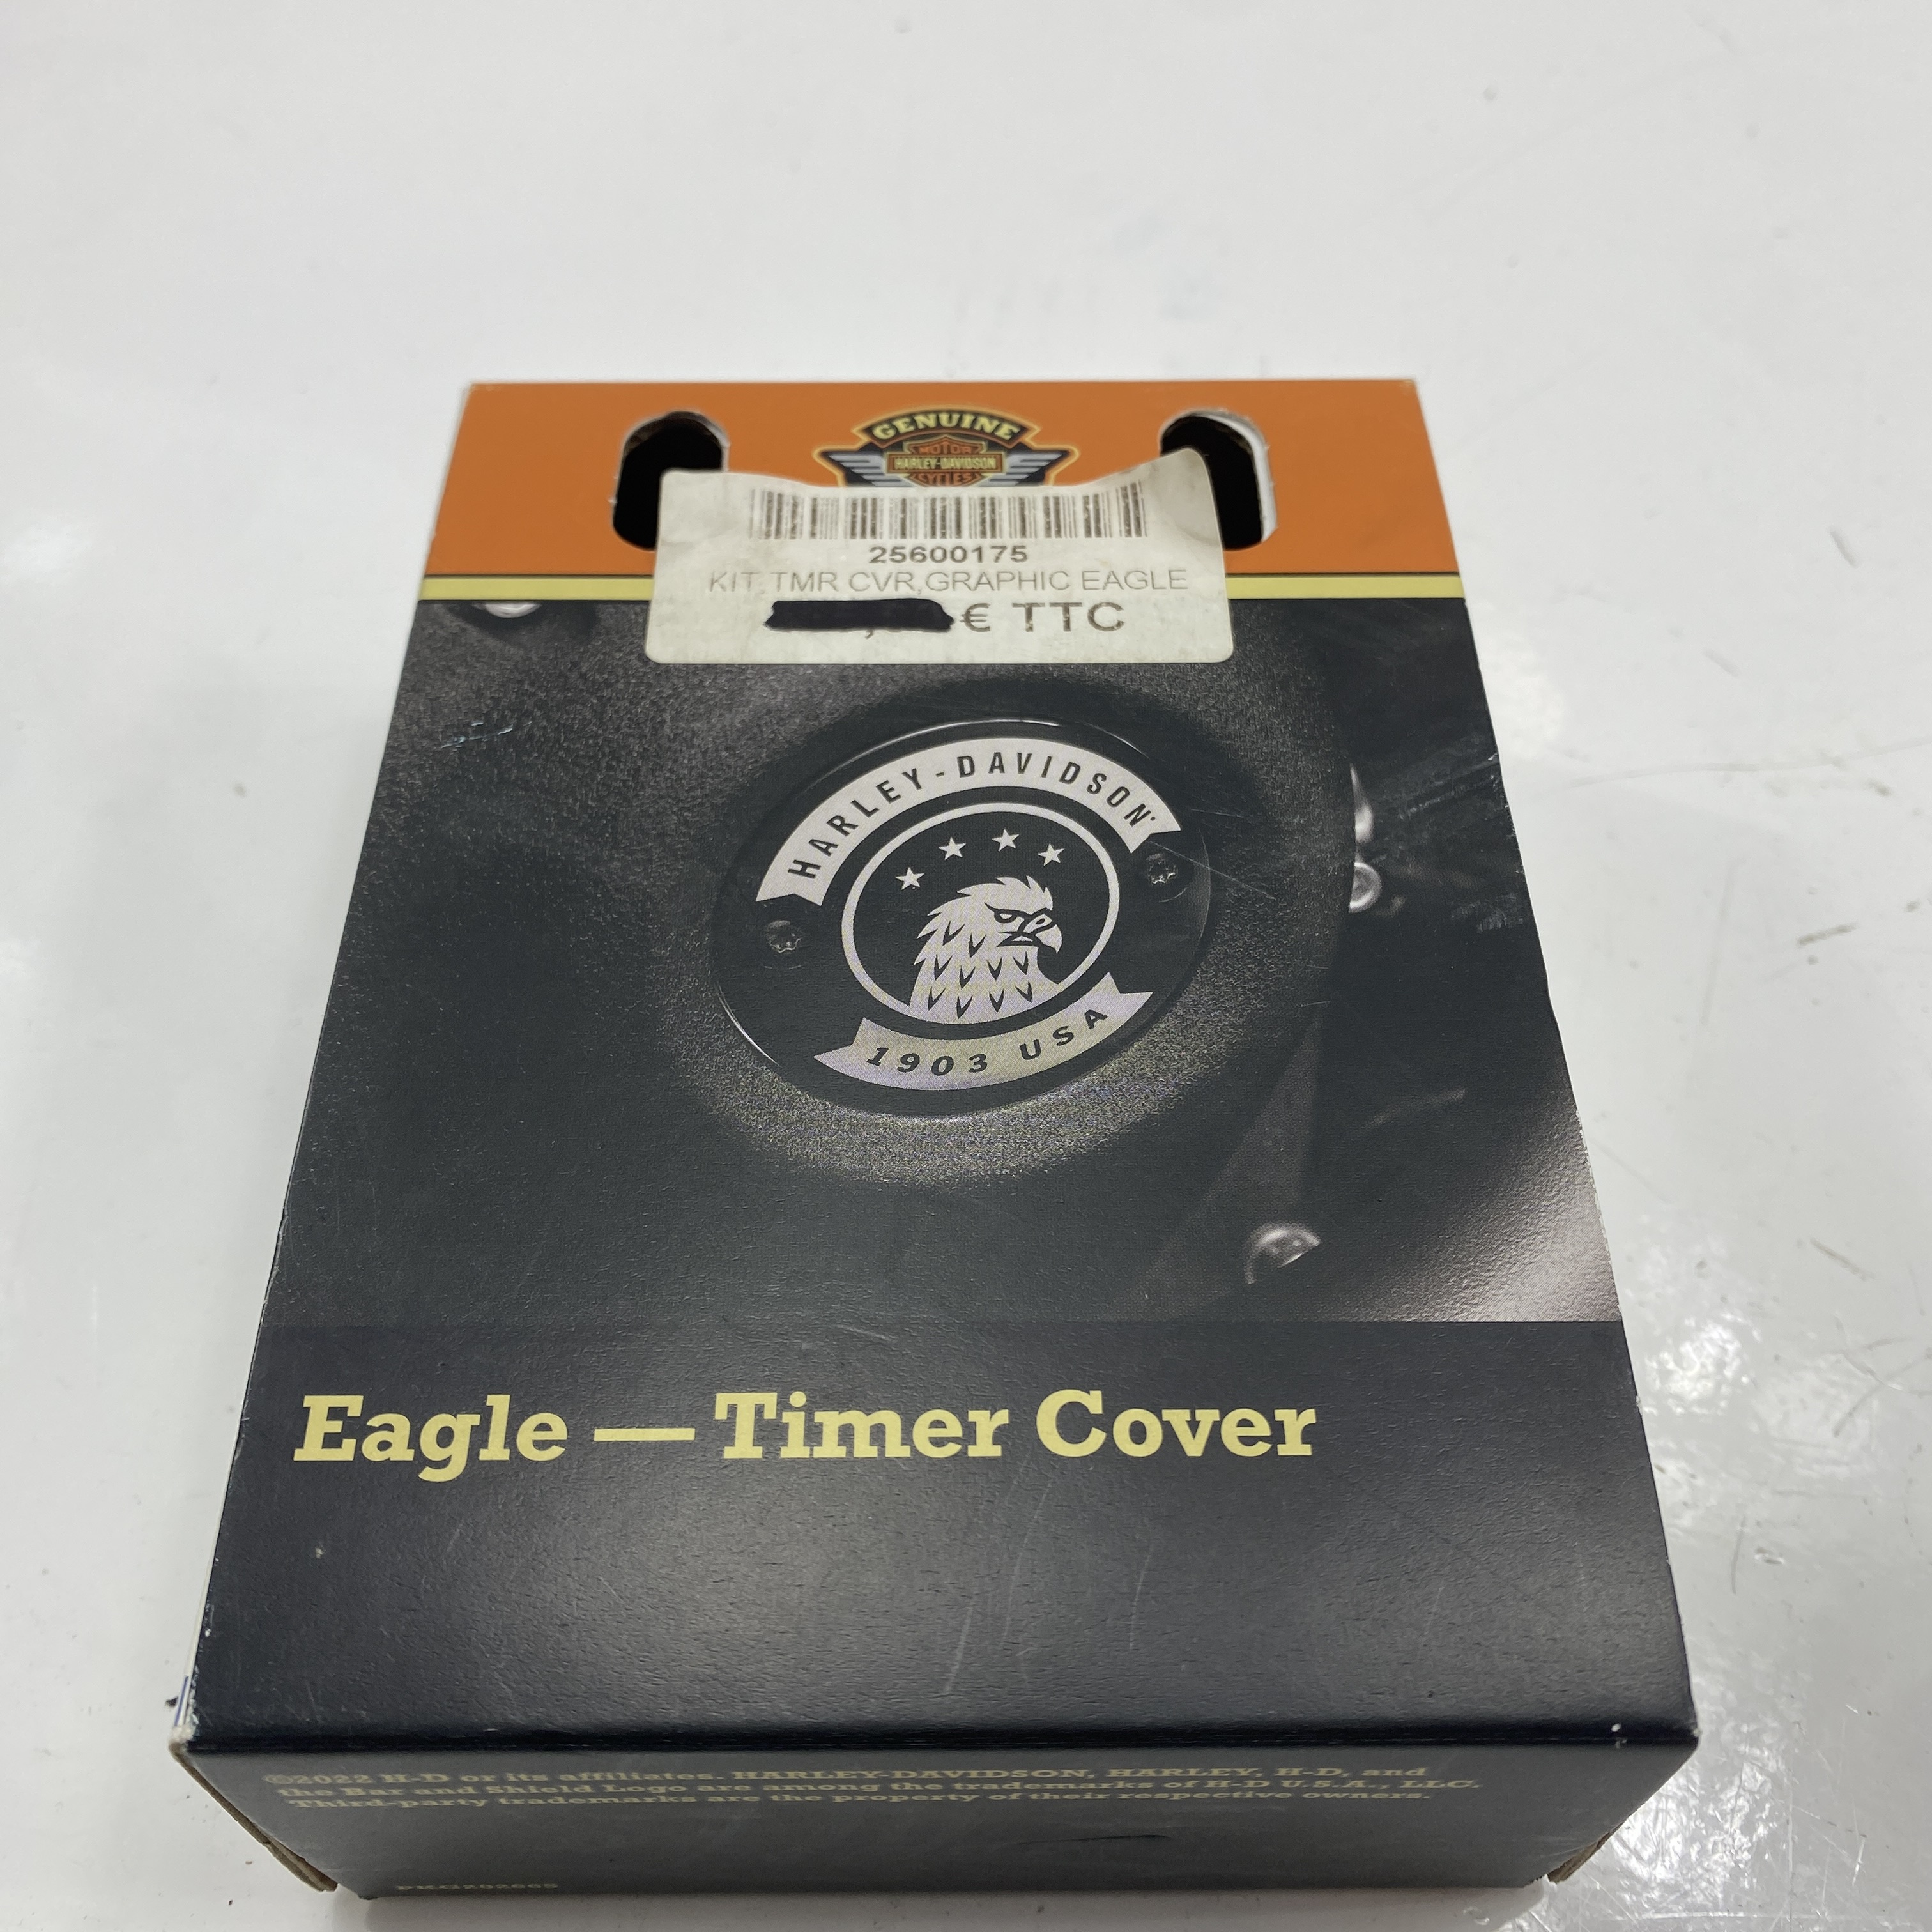 GENUINE
MOTOR
HARLEY-DAVIDSON
CYCLES
25600175
KIT,TMR CVR,GRAPHIC EAGLE
€ TTC
HARLEY-DAVIDSON
1903 USA
Eagle — Timer Cover
©2022 H-D or its affiliates. HARLEY-DAVIDSON, HARLEY, H-D, and
the Bar and Shield Logo are among the trademarks of H-D U.S.A., LLC.
Third-party trademarks are the property of their respective owners.